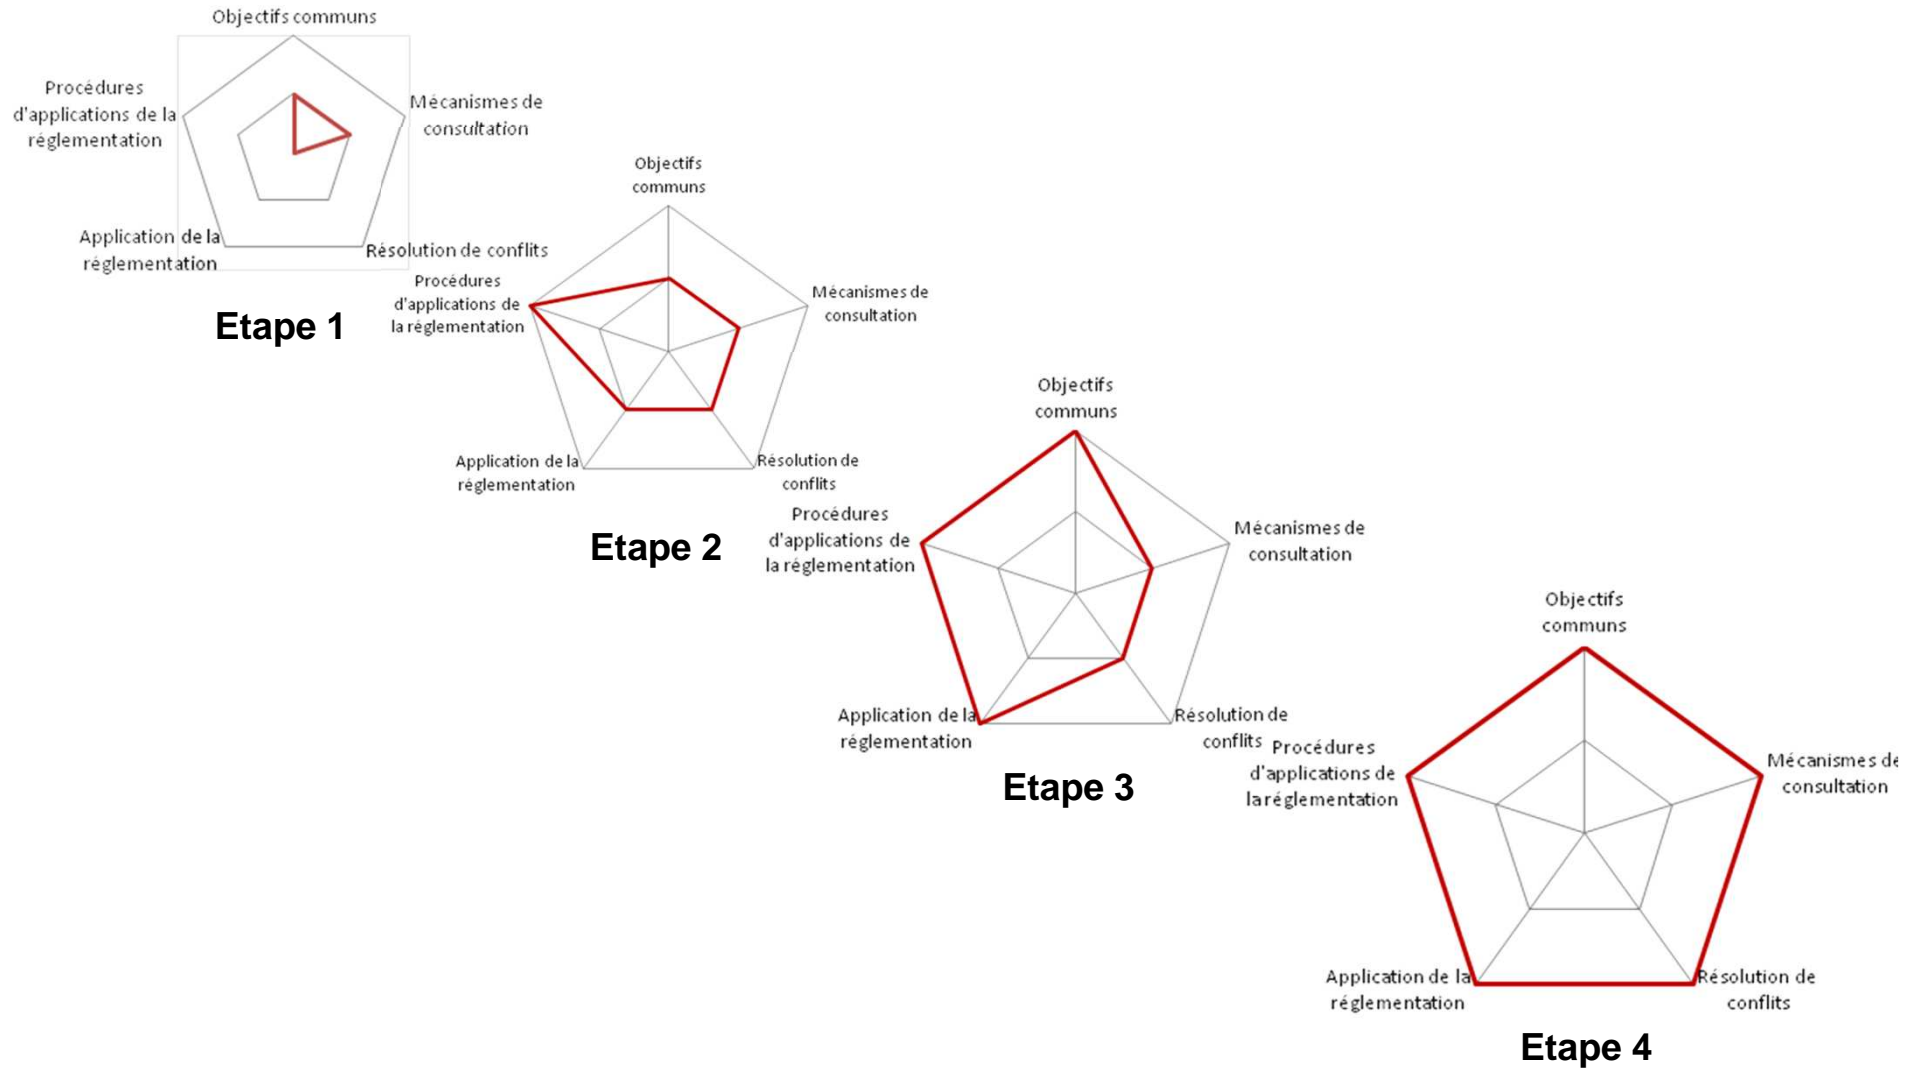 Objectifs communs
Procédures
d'applications de la
réglementation
Mécanismes de
consultation
Application de la
réglementation
Résolution de conflits
Etape 1
Objectifs
communs
Procédures
d'applications de
la réglementation
Mécanismes de
consultation
Application de la
réglementation
Résolution de
conflits
Etape 2
Objectifs
communs
Procédures
d'applications de
la réglementation
Mécanismes de
consultation
Application de la
réglementation
Résolution de
conflits
Etape 3
Objectifs
communs
Procédures
d'applications de
la réglementation
Mécanismes de
consultation
Application de la
réglementation
Résolution de
conflits
Etape 4